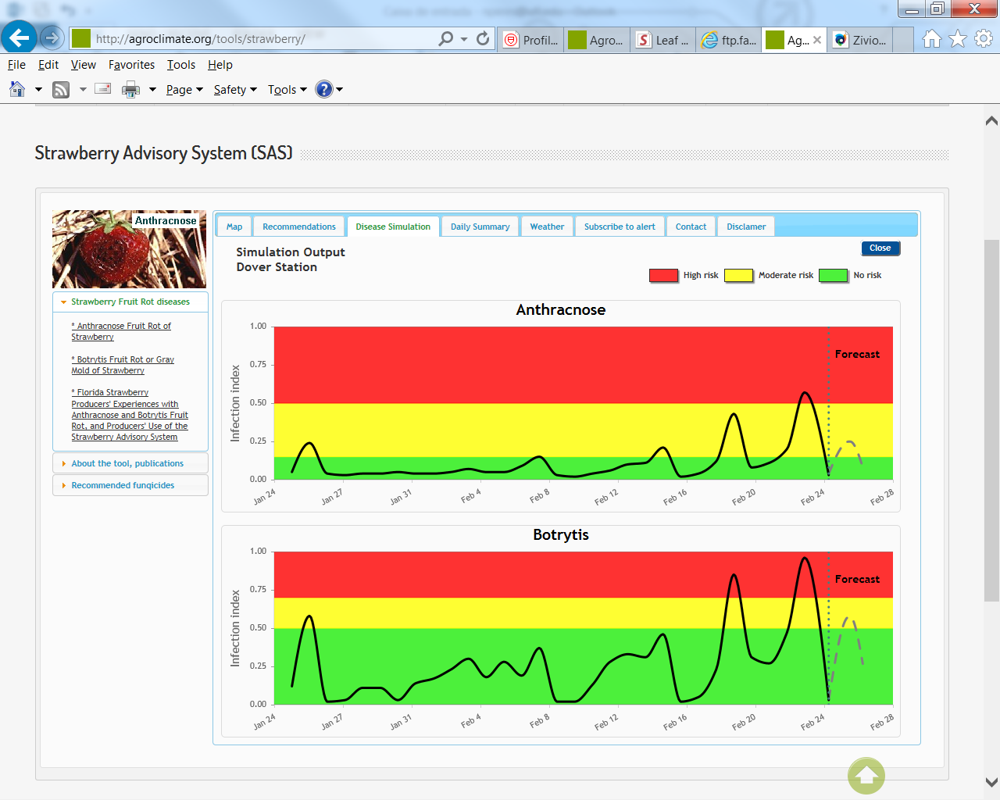 http://agroclimate.org/tools/strawberry/
Profil...
Agro...
Leaf ...
ftp.fa...
Ag...
Zivio...
File Edit View Favorites Tools Help
Page Safety Tools
Strawberry Advisory System (SAS)
Anthracnose
Strawberry Fruit Rot diseases
* Anthracnose Fruit Rot of
Strawberry
* Botrytis Fruit Rot or Gray
Mold of Strawberry
* Florida Strawberry
Producers' Experiences with
Anthracnose and Botrytis Fruit
Rot, and Producers' Use of the
Strawberry Advisory System
About the tool, publications
Recommended funqicides
Map Recommendations Disease Simulation Daily Summary Weather Subscribe to alert Contact Disclamer
Simulation Output
Dover Station
Close
High risk Moderate risk No risk
Anthracnose
Infection index
1.00
0.75
0.50
0.25
0.00
Forecast
Jan 24 Jan 27 Jan 31 Feb 4 Feb 8 Feb 12 Feb 16 Feb 20 Feb 24 Feb 28
Botrytis
Infection index
1.00
0.75
0.50
0.25
0.00
Forecast
Jan 24 Jan 27 Jan 31 Feb 4 Feb 8 Feb 12 Feb 16 Feb 20 Feb 24 Feb 28